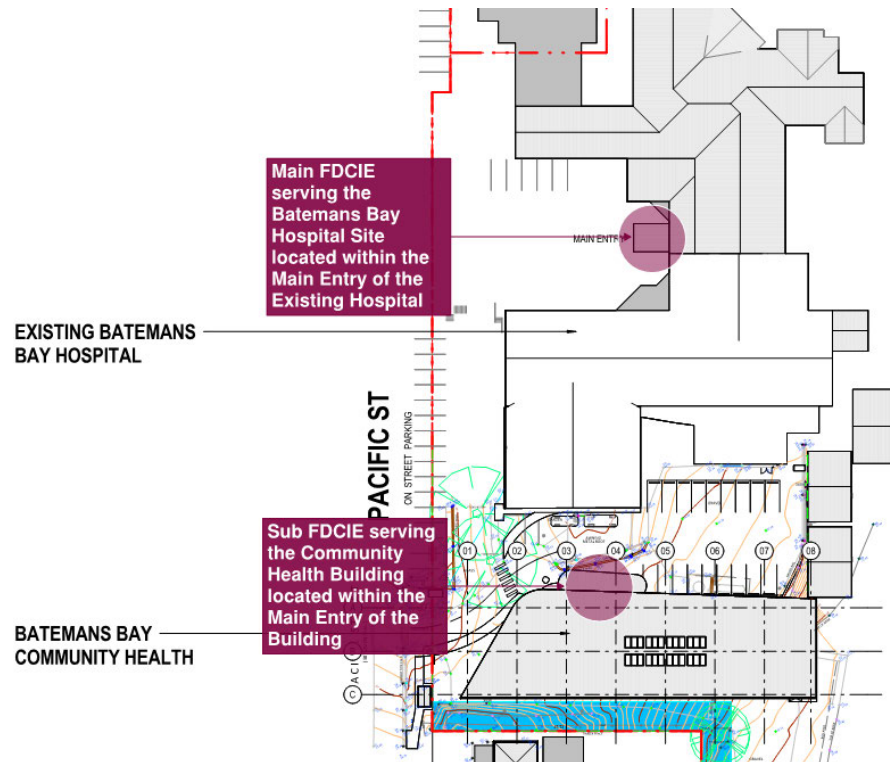 Main FDCIE
serving the
Batemans Bay
Hospital Site
located within the
Main Entry of the
Existing Hospital
MAIN ENTRY
EXISTING BATEMANS
BAY HOSPITAL
PACIFIC ST
ON STREET PARKING
Sub FDCIE serving
the Community
Health Building
located within the
Main Entry of the
Building
01 02 03 04 05 06 07 08
BATEMANS BAY
COMMUNITY HEALTH
C